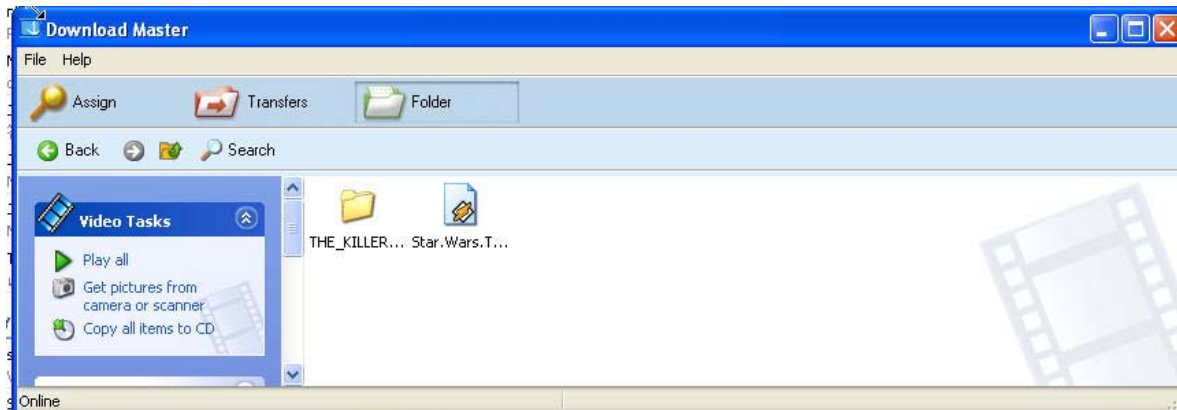 Download Master
File Help
Assign Transfers Folder
Back Search
Video Tasks
Play all
Get pictures from
camera or scanner
Copy all items to CD
THE_KILLER... Star.Wars.T...
Online